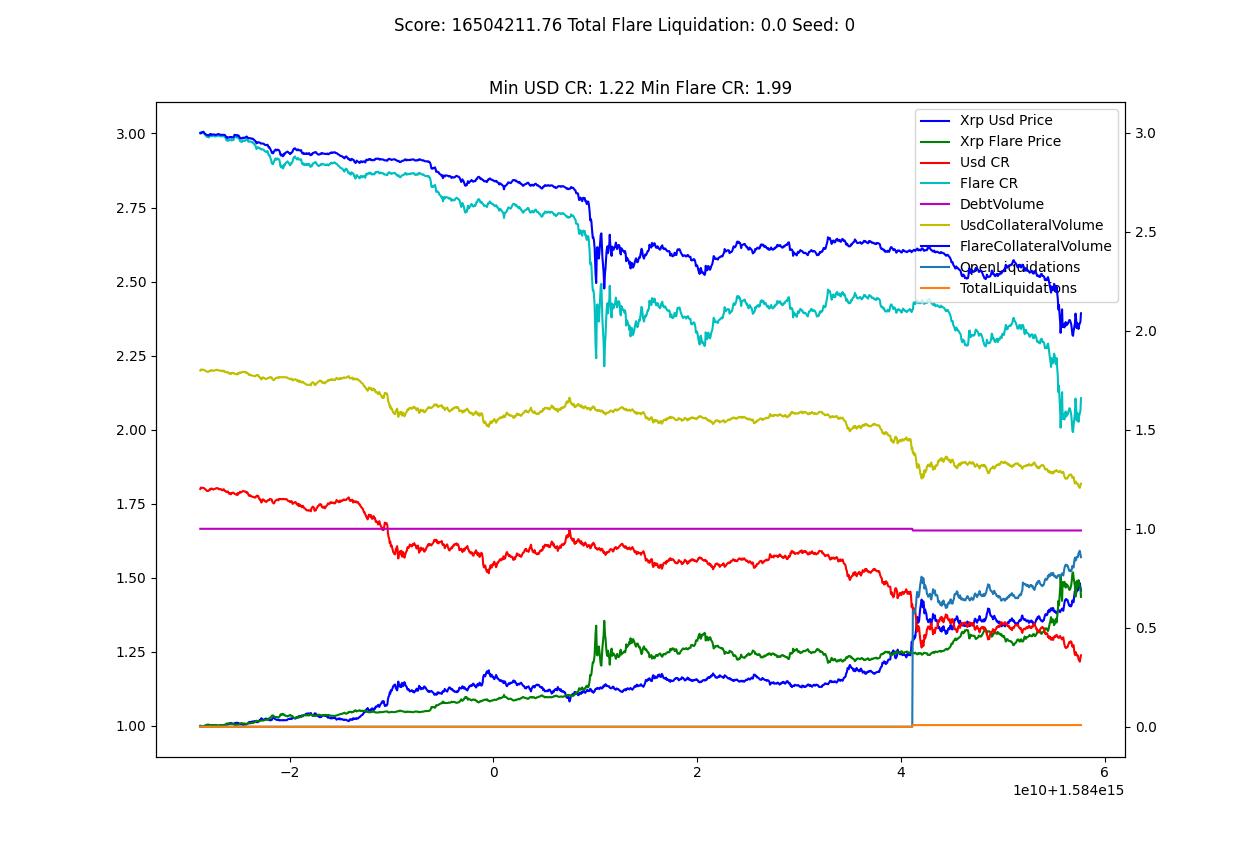 Score: 16504211.76 Total Flare Liquidation: 0.0 Seed: 0
Min USD CR: 1.22 Min Flare CR: 1.99
3.00
2.75
2.50
2.25
2.00
1.75
1.50
1.25
1.00
Xrp Usd Price
Xrp Flare Price
Usd CR
Flare CR
DebtVolume
UsdCollateralVolume
FlareCollateralVolume
OpenLiquidations
TotalLiquidations
3.0
2.5
2.0
1.5
1.0
0.5
0.0
−2
0
2
4
6
1e10+1.584e15